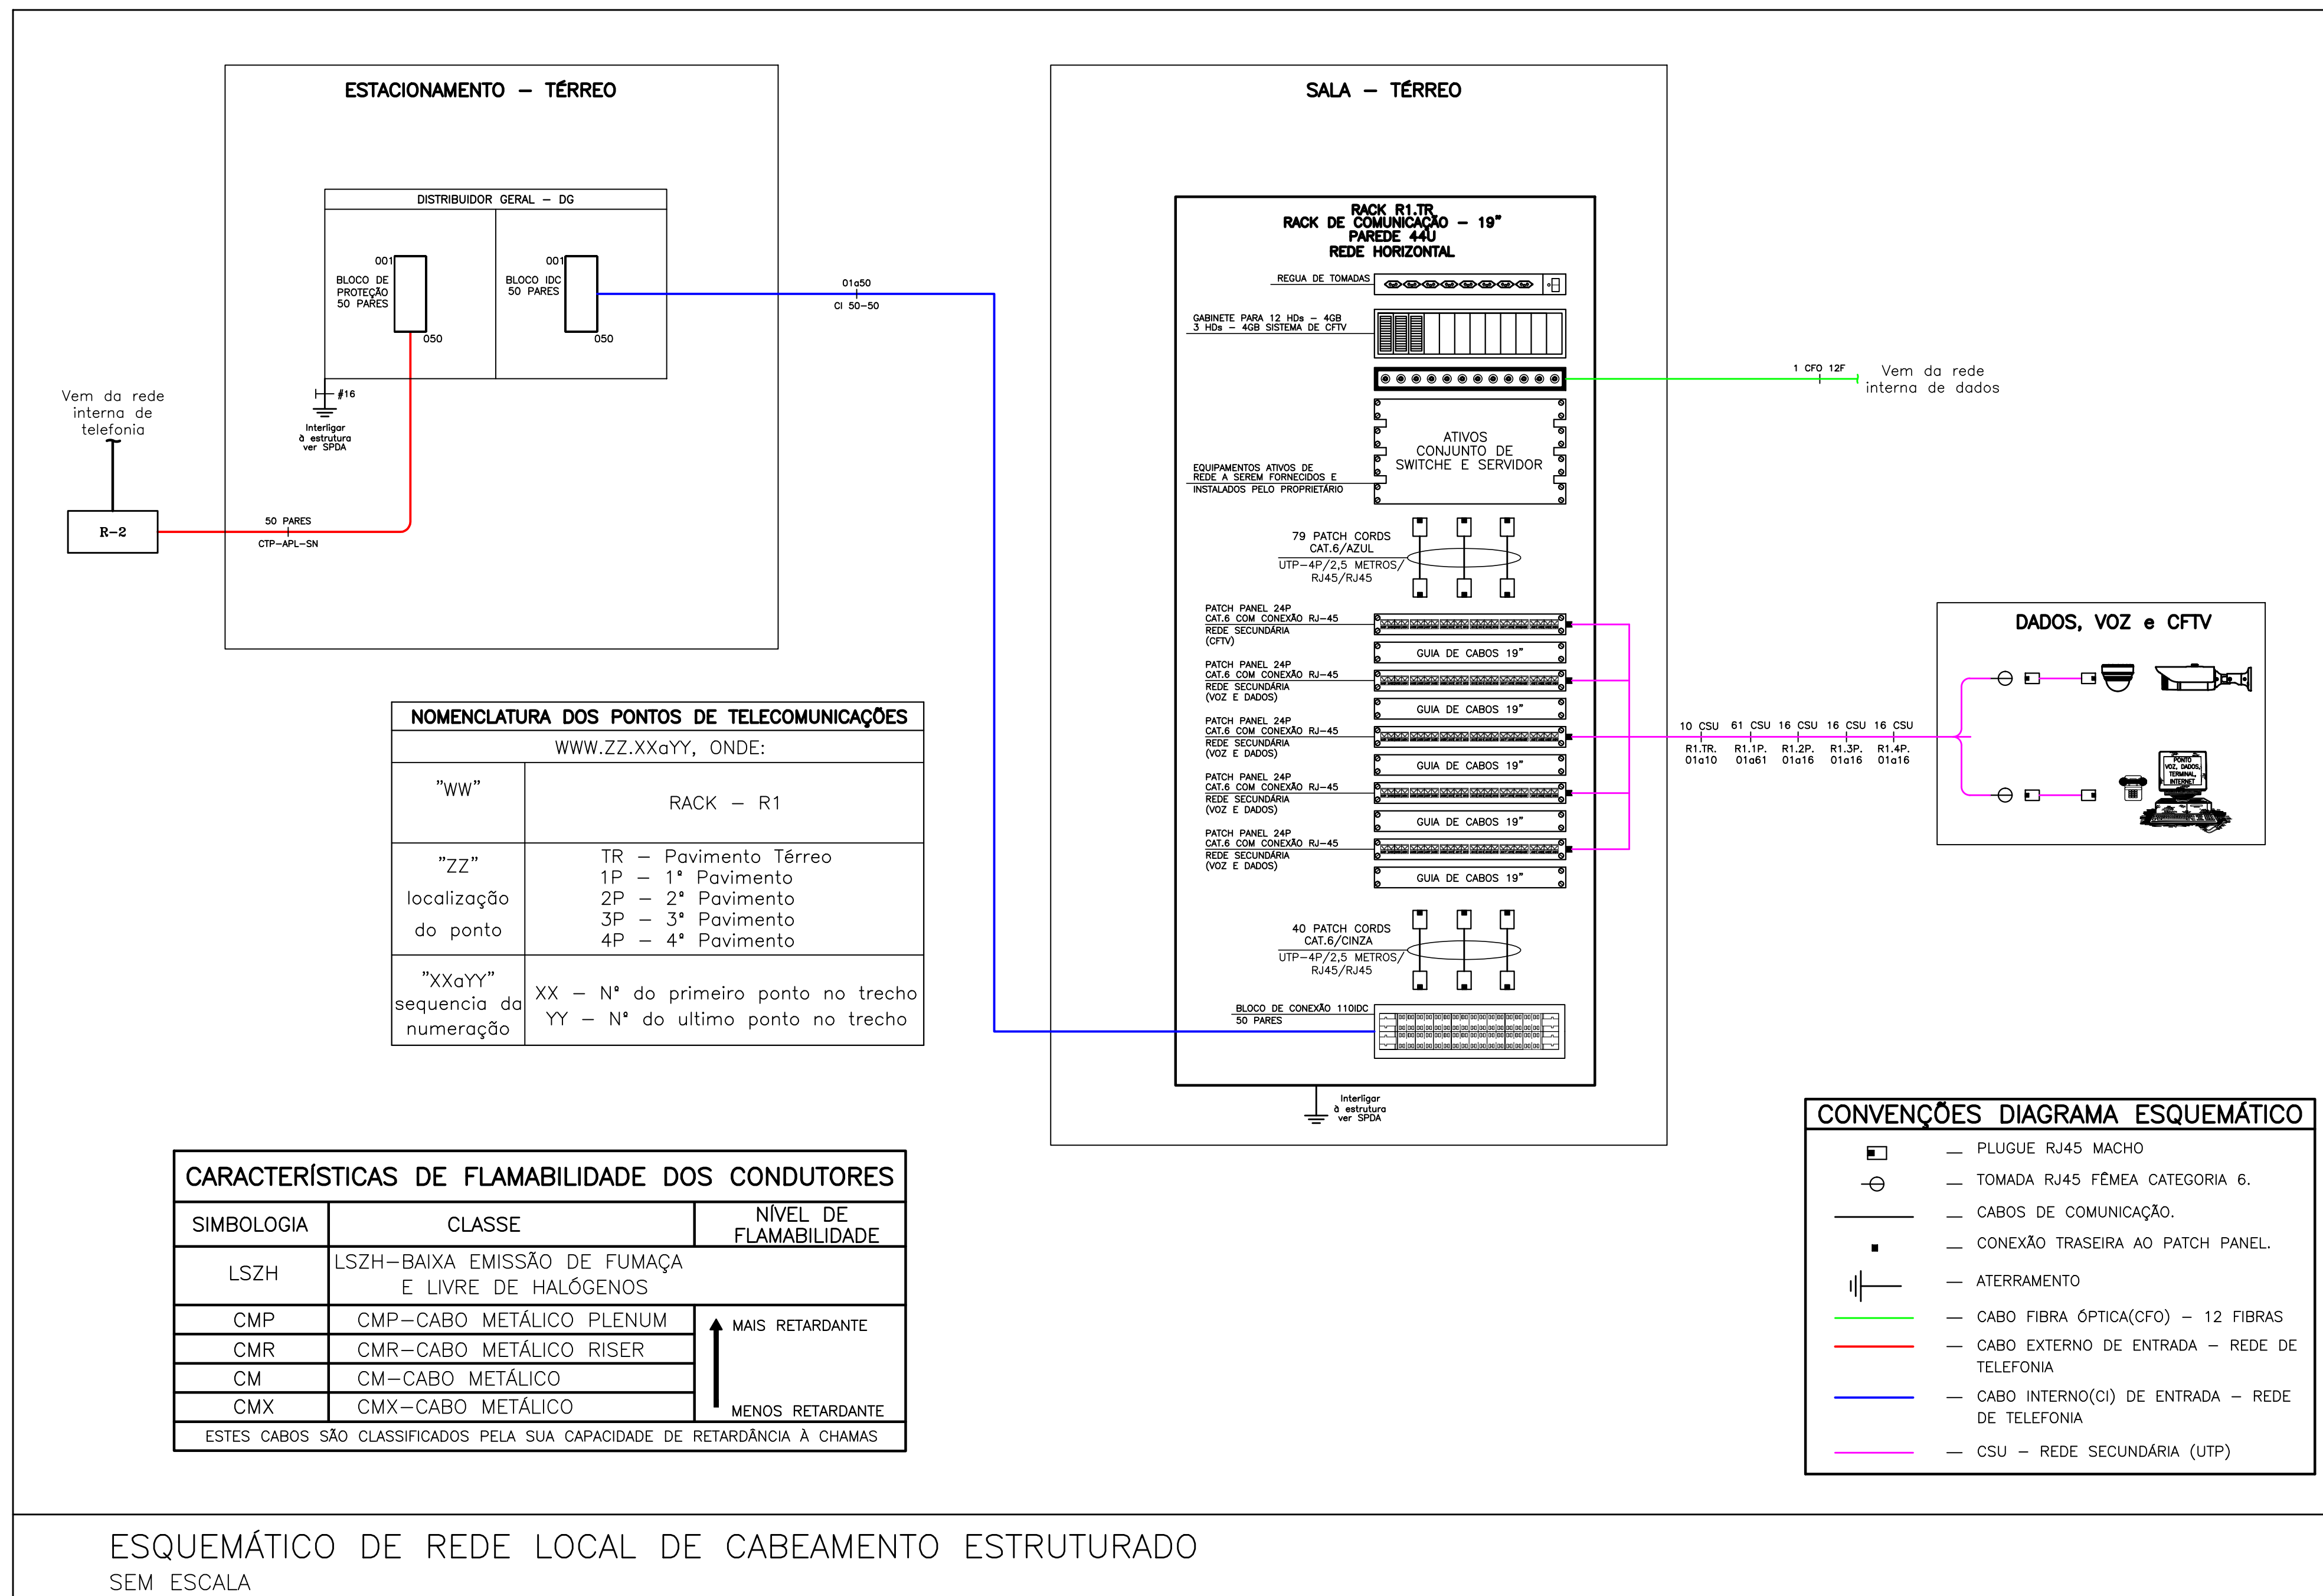 ESTACIONAMENTO – TÉRREO
DISTRIBUIDOR GERAL – DG
001
BLOCO DE
PROTEÇÃO
50 PARES
050
001
BLOCO IDC
50 PARES
050
#16
Interligar
à estrutura
ver SPDA
Vem da rede
interna de
telefonia
R-2
50 PARES
CTP-APL-SN
01a50
CI 50-50
SALA – TÉRREO
RACK R1.TR
RACK DE COMUNICAÇÃO – 19"
PAREDE 44U
REDE HORIZONTAL
REGUA DE TOMADAS
GABINETE PARA 12 HDs – 4GB
3 HDs – 4GB SISTEMA DE CFTV
1 CFO 12F
Vem da rede
interna de dados
ATIVOS
CONJUNTO DE
SWITCHE E SERVIDOR
EQUIPAMENTOS ATIVOS DE
REDE A SEREM FORNECIDOS E
INSTALADOS PELO PROPRIETÁRIO
79 PATCH CORDS
CAT.6/AZUL
UTP-4P/2,5 METROS/
RJ45/RJ45
PATCH PANEL 24P
CAT.6 COM CONEXÃO RJ-45
REDE SECUNDÁRIA
(CFTV)
GUIA DE CABOS 19"
PATCH PANEL 24P
CAT.6 COM CONEXÃO RJ-45
REDE SECUNDÁRIA
(VOZ E DADOS)
GUIA DE CABOS 19"
PATCH PANEL 24P
CAT.6 COM CONEXÃO RJ-45
REDE SECUNDÁRIA
(VOZ E DADOS)
GUIA DE CABOS 19"
PATCH PANEL 24P
CAT.6 COM CONEXÃO RJ-45
REDE SECUNDÁRIA
(VOZ E DADOS)
GUIA DE CABOS 19"
PATCH PANEL 24P
CAT.6 COM CONEXÃO RJ-45
REDE SECUNDÁRIA
(VOZ E DADOS)
GUIA DE CABOS 19"
40 PATCH CORDS
CAT.6/CINZA
UTP-4P/2,5 METROS/
RJ45/RJ45
BLOCO DE CONEXÃO 110IDC
50 PARES
Interligar
à estrutura
ver SPDA
10 CSU 61 CSU 16 CSU 16 CSU 16 CSU
R1.TR. R1.1P. R1.2P. R1.3P. R1.4P.
01a10 01a61 01a16 01a16 01a16
DADOS, VOZ e CFTV
PONTO
VOZ, DADOS,
TERMINAL,
INTERNET
NOMENCLATURA DOS PONTOS DE TELECOMUNICAÇÕES
WWW.ZZ.XXaYY, ONDE:
"WW"
RACK – R1
"ZZ"
localização
do ponto
TR – Pavimento Térreo
1P – 1º Pavimento
2P – 2º Pavimento
3P – 3º Pavimento
4P – 4º Pavimento
"XXaYY"
sequencia da
numeração
XX – Nº do primeiro ponto no trecho
YY – Nº do ultimo ponto no trecho
CARACTERÍSTICAS DE FLAMABILIDADE DOS CONDUTORES
SIMBOLOGIA CLASSE NÍVEL DE
FLAMABILIDADE
LSZH LSZH-BAIXA EMISSÃO DE FUMAÇA
E LIVRE DE HALÓGENOS
CMP CMP-CABO METÁLICO PLENUM MAIS RETARDANTE
CMR CMR-CABO METÁLICO RISER
CM CM-CABO METÁLICO
CMX CMX-CABO METÁLICO MENOS RETARDANTE
ESTES CABOS SÃO CLASSIFICADOS PELA SUA CAPACIDADE DE RETARDÂNCIA À CHAMAS
CONVENÇÕES DIAGRAMA ESQUEMÁTICO
– PLUGUE RJ45 MACHO
– TOMADA RJ45 FÊMEA CATEGORIA 6.
– CABOS DE COMUNICAÇÃO.
– CONEXÃO TRASEIRA AO PATCH PANEL.
– ATERRAMENTO
– CABO FIBRA ÓPTICA(CFO) – 12 FIBRAS
– CABO EXTERNO DE ENTRADA – REDE DE
TELEFONIA
– CABO INTERNO(CI) DE ENTRADA – REDE
DE TELEFONIA
– CSU – REDE SECUNDÁRIA (UTP)
ESQUEMÁTICO DE REDE LOCAL DE CABEAMENTO ESTRUTURADO
SEM ESCALA